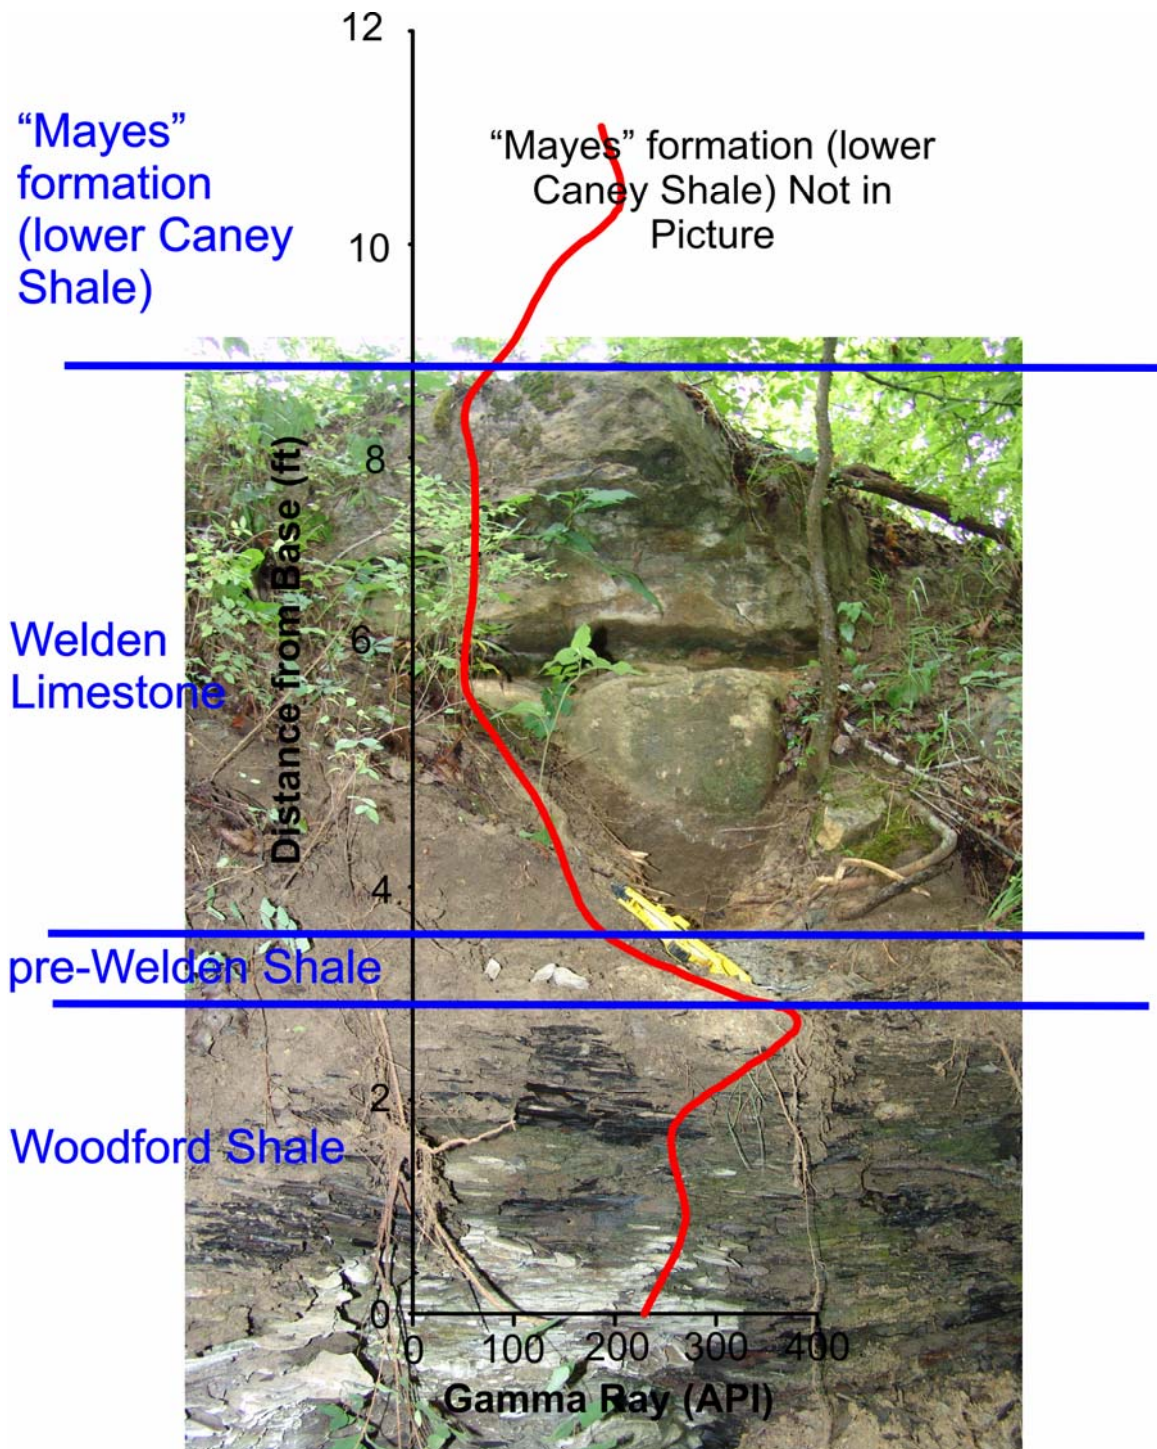 12
“Mayes”
formation
(lower Caney
Shale)
“Mayes” formation (lower
Caney Shale) Not in
Picture
10
8
Distance from Base (ft)
Welden
Limestone
6
4
pre-Welden Shale
2
Woodford Shale
0
0 100 200 300 400
Gamma Ray (API)